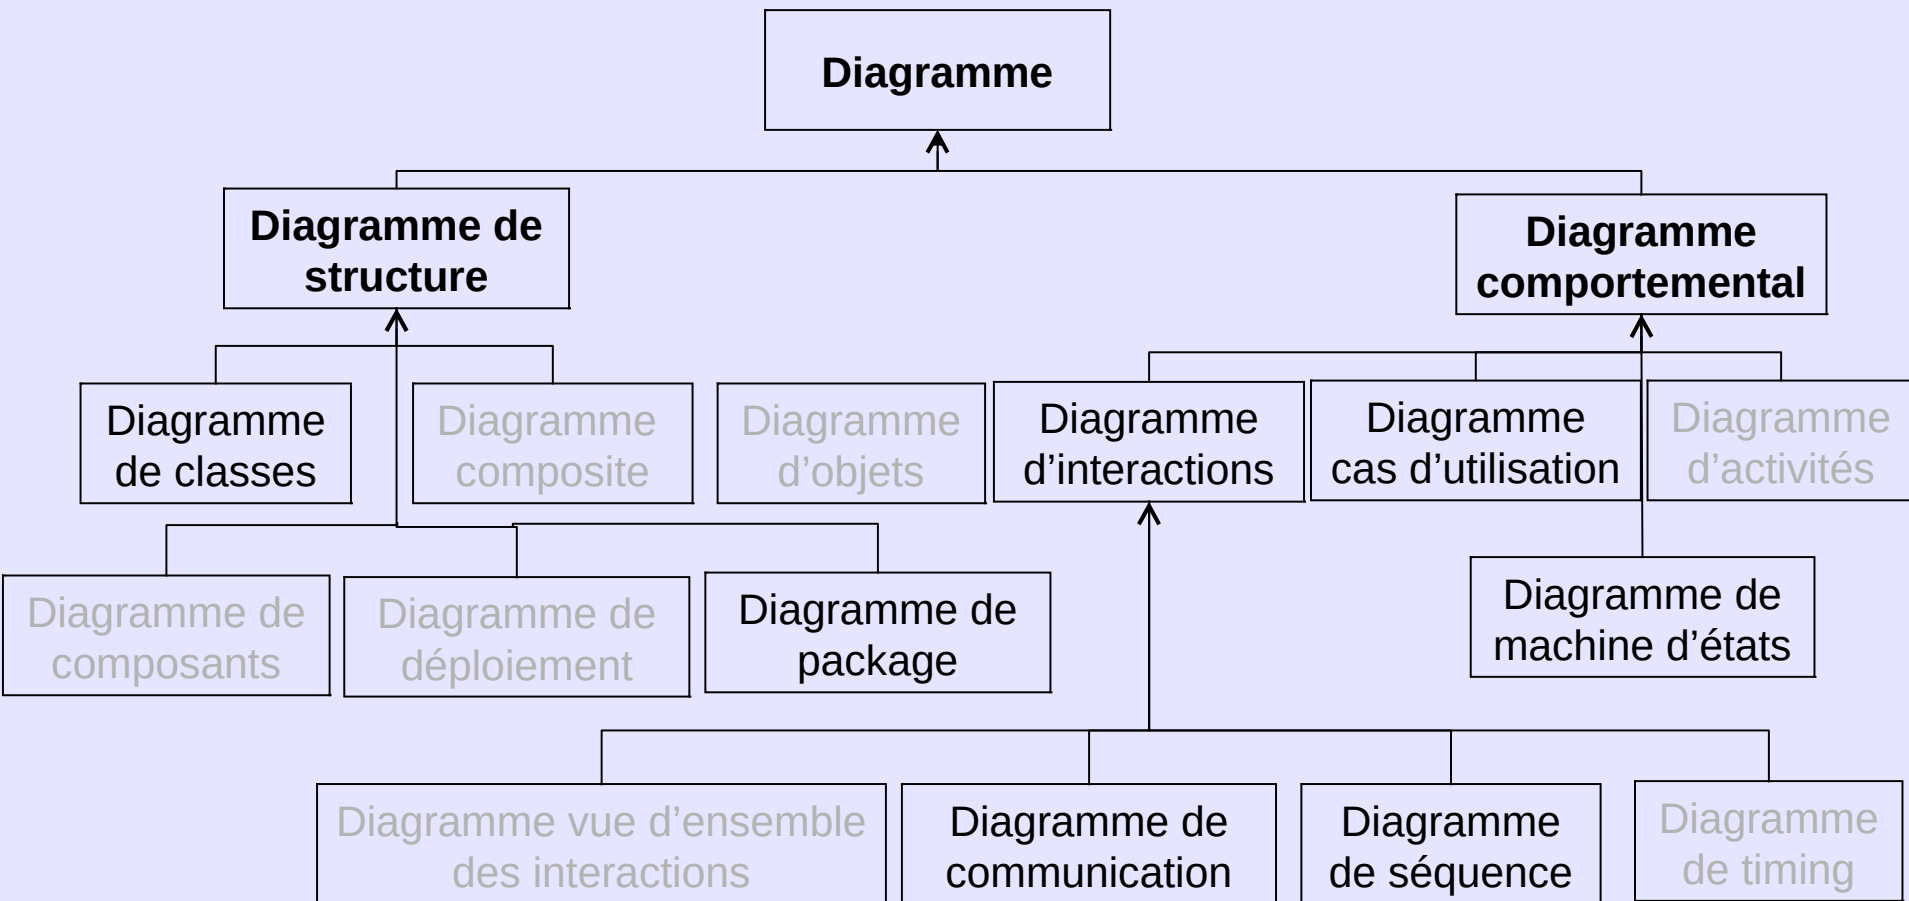 Diagramme
Diagramme de
structure
Diagramme
comportemental
Diagramme
de classes
Diagramme
composite
Diagramme
d’objets
Diagramme
d’interactions
Diagramme
cas d’utilisation
Diagramme
d’activités
Diagramme de
composants
Diagramme de
déploiement
Diagramme de
package
Diagramme de
machine d’états
Diagramme vue d’ensemble
des interactions
Diagramme de
communication
Diagramme
de séquence
Diagramme
de timing